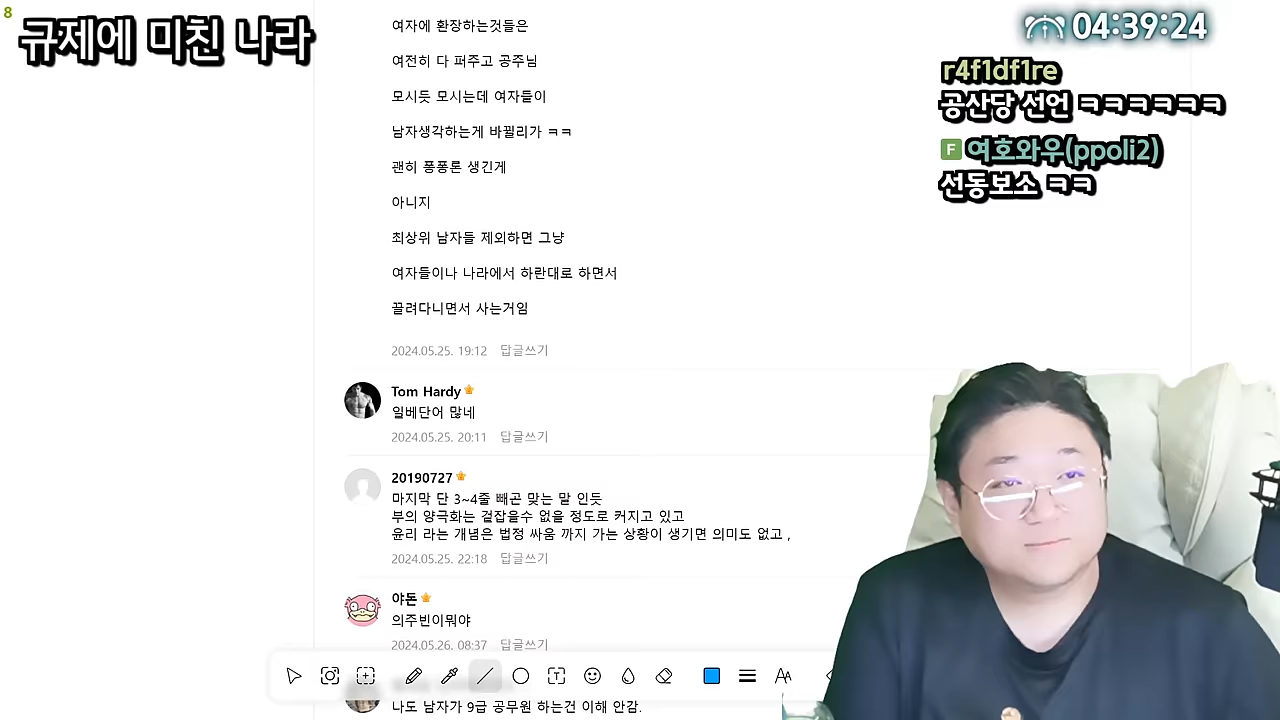 8
규제에 미친 나라
04:39:24
r4f1df1re
공산당 선언 ㅋㅋㅋㅋㅋㅋ
F 여호와우(ppoli2)
선동보소 ㅋㅋ
여자에 환장하는것들은
여전히 다 퍼주고 공주님
모시듯 모시는데 여자들이
남자생각하는게 바뀔리가 ㅋㅋ
괜히 퐁퐁론 생긴게
아니지
최상위 남자들 제외하면 그냥
여자들이나 나라에서 하란대로 하면서
끌려다니면서 사는거임
2024.05.25. 19:12 답글쓰기
Tom Hardy
일베단어 많네
2024.05.25. 20:11 답글쓰기
20190727
마지막 단 3~4줄 빼곤 맞는 말 인듯
부의 양극화는 겉잡을수 없을 정도로 커지고 있고
윤리 라는 개념은 법정 싸움 까지 가는 상황이 생기면 의미도 없고 ,
2024.05.25. 22:18 답글쓰기
야돈
의주빈이뭐야
2024.05.26. 08:37 답글쓰기
나도 남자가 9급 공무원 하는건 이해 안감.